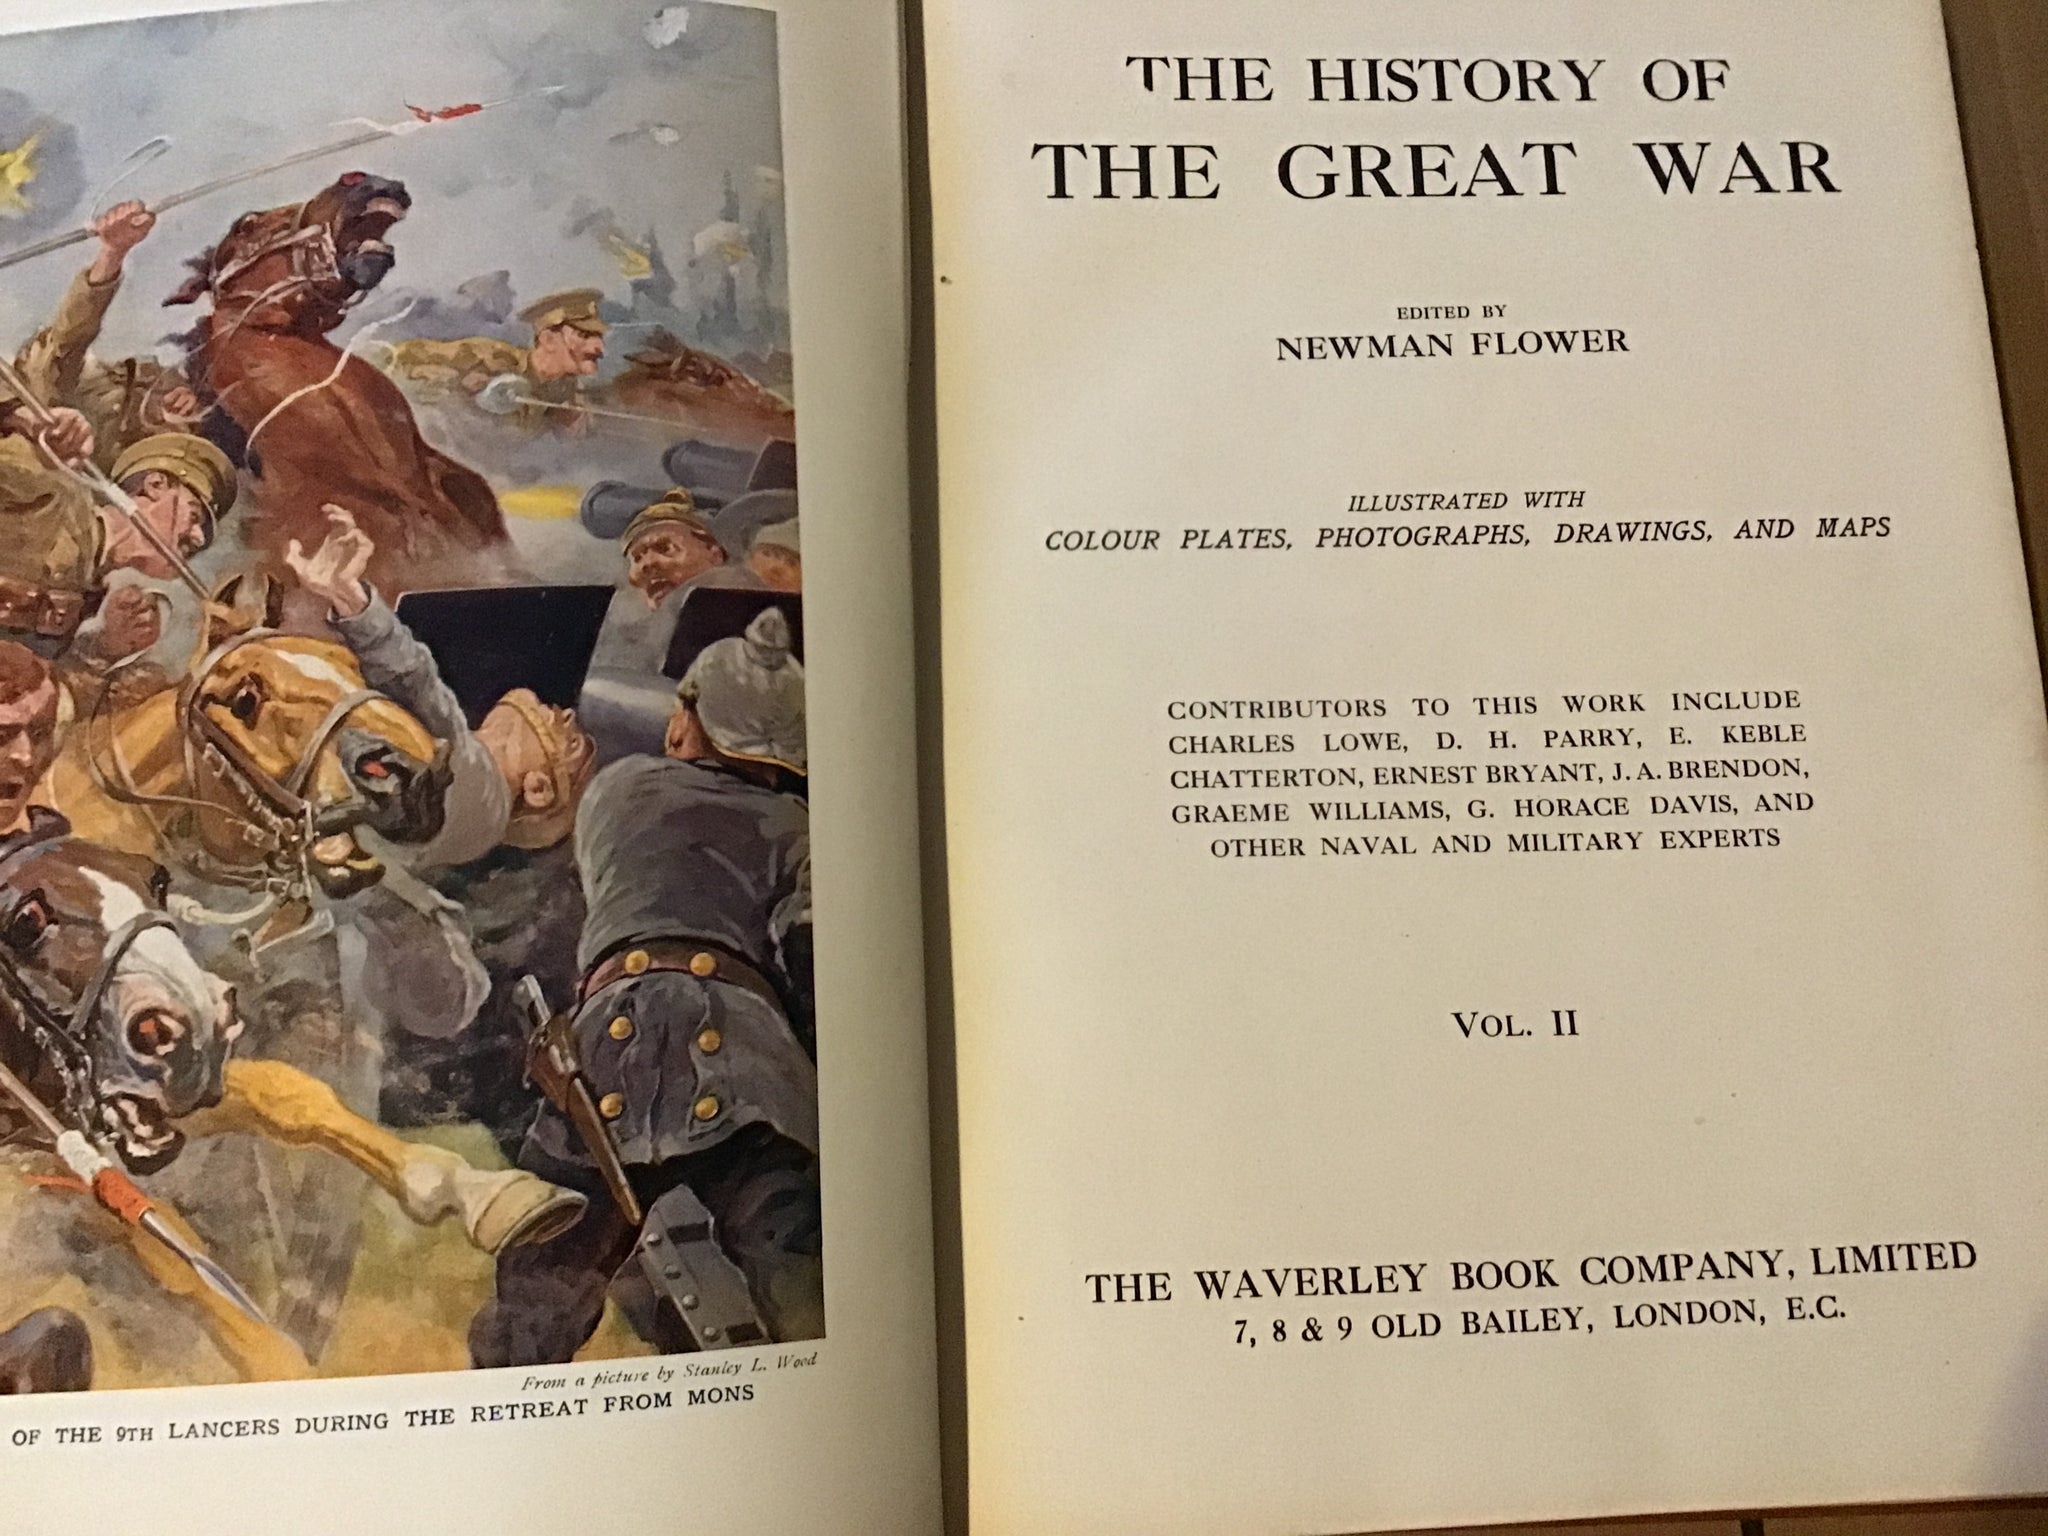 From a picture by Stanley L. Wood
OF THE 9TH LANCERS DURING THE RETREAT FROM MONS
THE HISTORY OF
THE GREAT WAR
EDITED BY
NEWMAN FLOWER
ILLUSTRATED WITH
COLOUR PLATES, PHOTOGRAPHS, DRAWINGS, AND MAPS
CONTRIBUTORS TO THIS WORK INCLUDE
CHARLES LOWE, D. H. PARRY, E. KEBLE
CHATTERTON, ERNEST BRYANT, J. A. BRENDON,
GRAEME WILLIAMS, G. HORACE DAVIS, AND
OTHER NAVAL AND MILITARY EXPERTS
VOL. II
THE WAVERLEY BOOK COMPANY, LIMITED
7, 8 & 9 OLD BAILEY, LONDON, E.C.